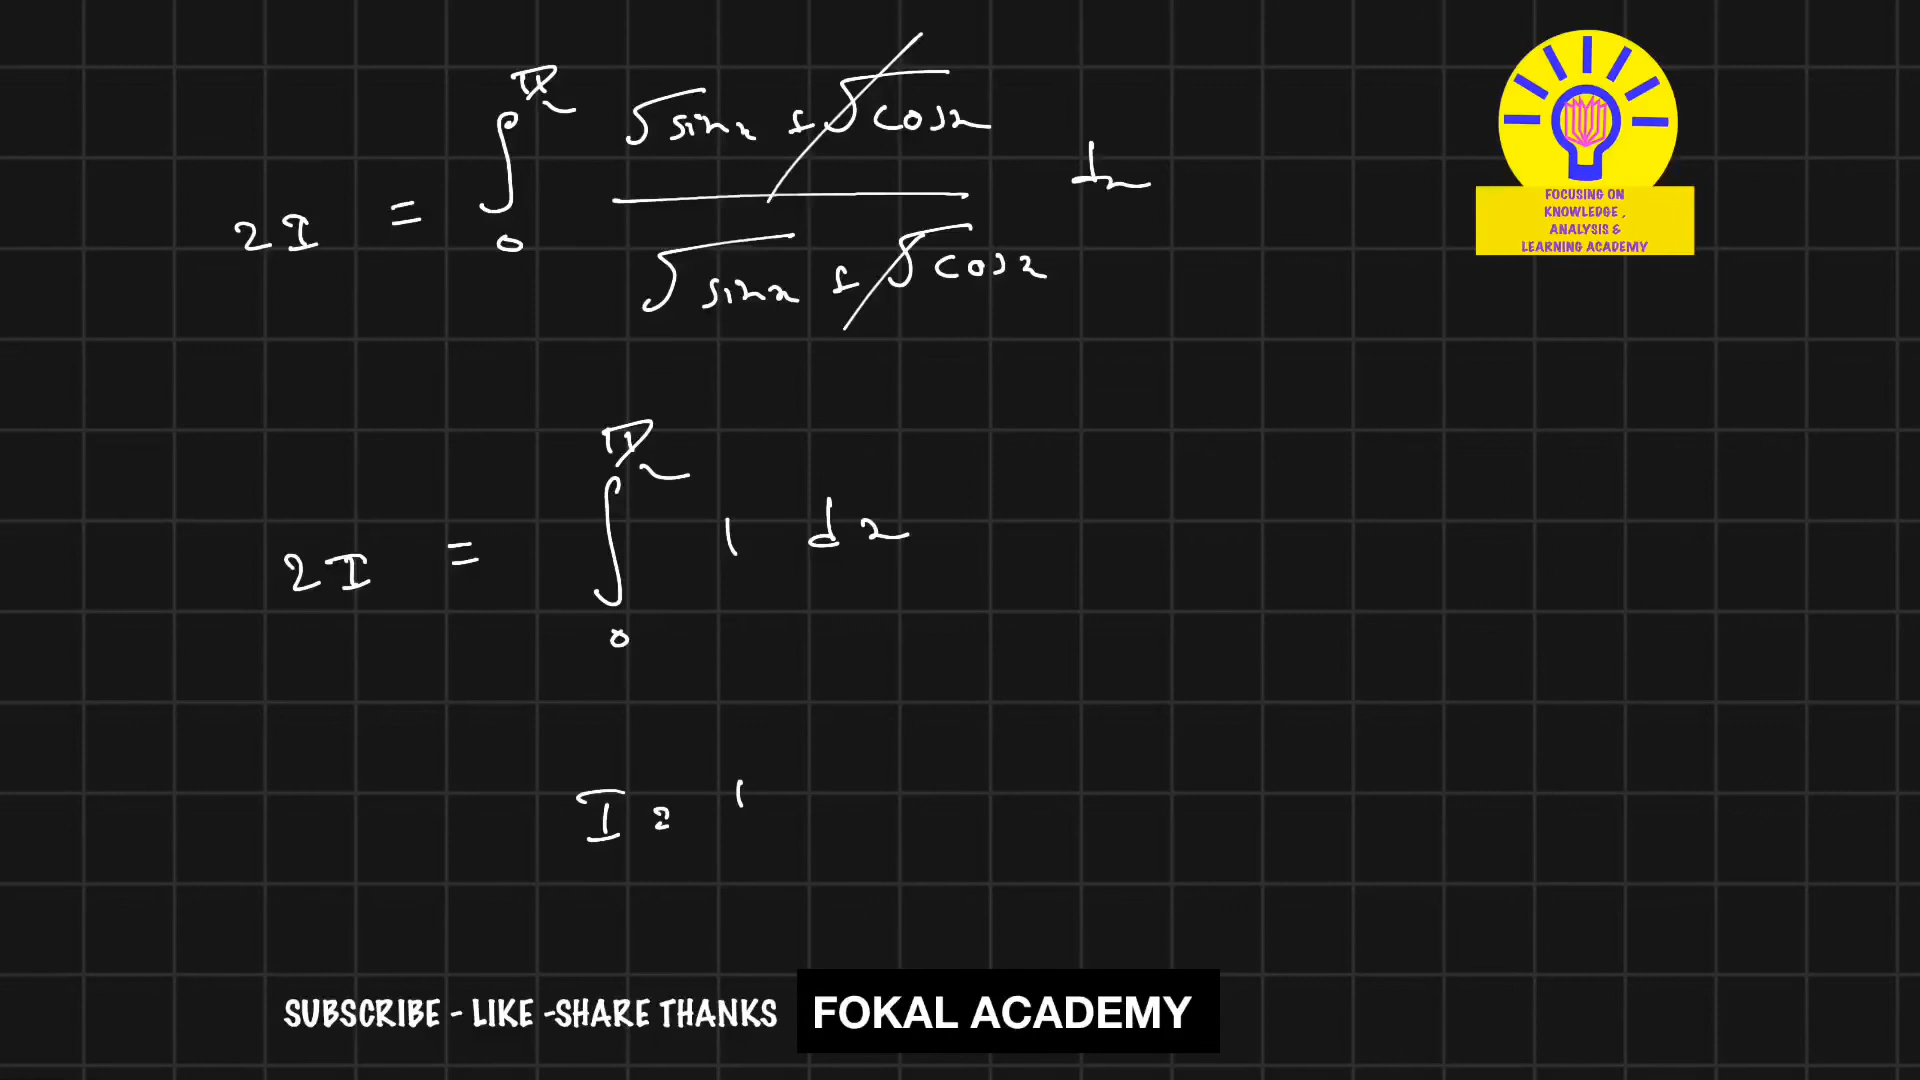 2I = ∫₀^(π/2) (√sinx + √cosx) / (√sinx + √cosx) dx
2I = ∫₀^(π/2) 1 dx
I = 1
FOCUSING ON
KNOWLEDGE ,
ANALYSIS &
LEARNING ACADEMY
SUBSCRIBE - LIKE -SHARE THANKS
FOKAL ACADEMY